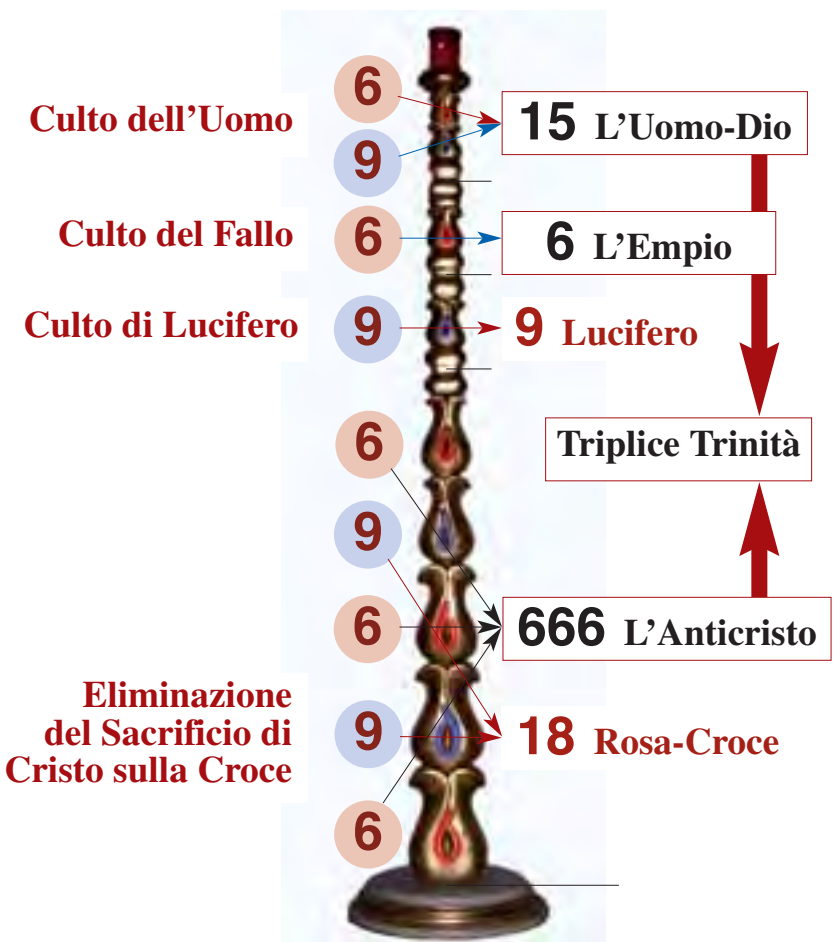 6
Culto dell'Uomo
15 L'Uomo-Dio
9
Culto del Fallo
6
6 L'Empio
Culto di Lucifero
9
9 Lucifero
6
Triplice Trinità
9
6
666 L'Anticristo
Eliminazione
del Sacrificio di
Cristo sulla Croce
9
18 Rosa-Croce
6